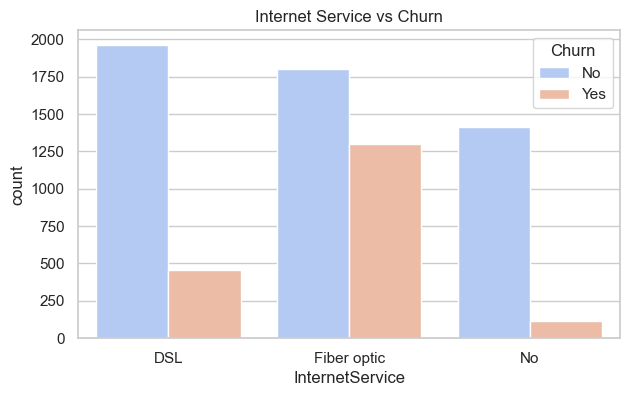 Internet Service vs Churn
2000
1750
1500
1250
1000
750
500
250
0
count
Churn
No
Yes
DSL
Fiber optic
No
InternetService